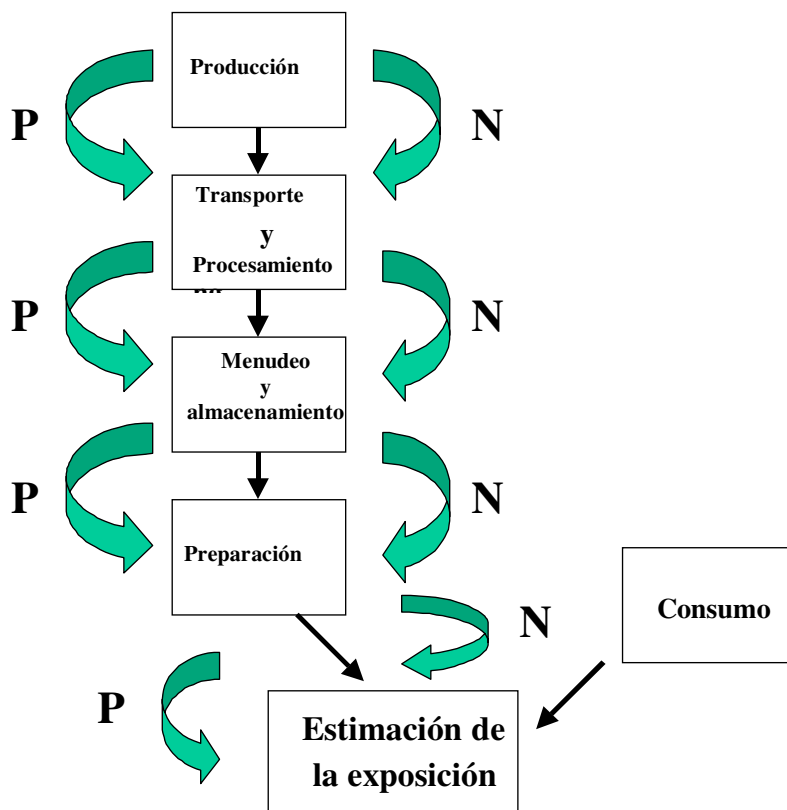 Producción
P
N
Transporte
y
Procesamiento
P
N
Menudeo
y
almacenamiento
P
N
Preparación
Consumo
N
P
Estimación de
la exposición